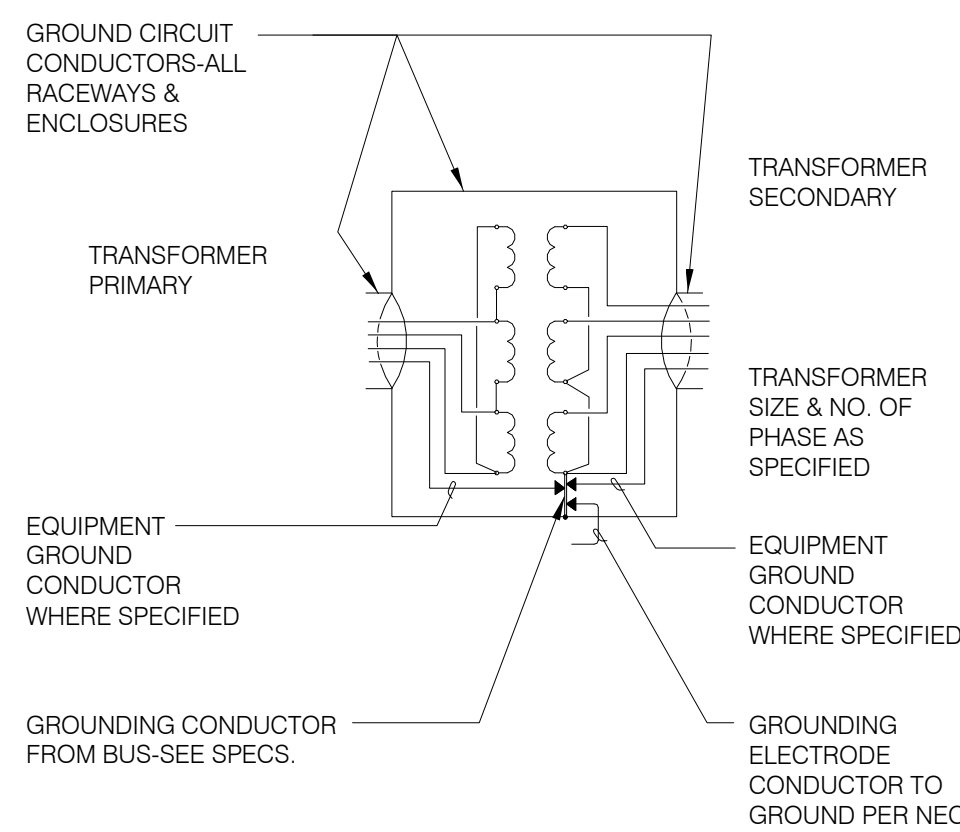 GROUND CIRCUIT
CONDUCTORS-ALL
RACEWAYS &
ENCLOSURES
TRANSFORMER
SECONDARY
TRANSFORMER
PRIMARY
TRANSFORMER
SIZE & NO. OF
PHASE AS
SPECIFIED
EQUIPMENT
GROUND
CONDUCTOR
WHERE SPECIFIED
EQUIPMENT
GROUND
CONDUCTOR
WHERE SPECIFIED
GROUNDING CONDUCTOR
FROM BUS-SEE SPECS.
GROUNDING
ELECTRODE
CONDUCTOR TO
GROUND PER NEC